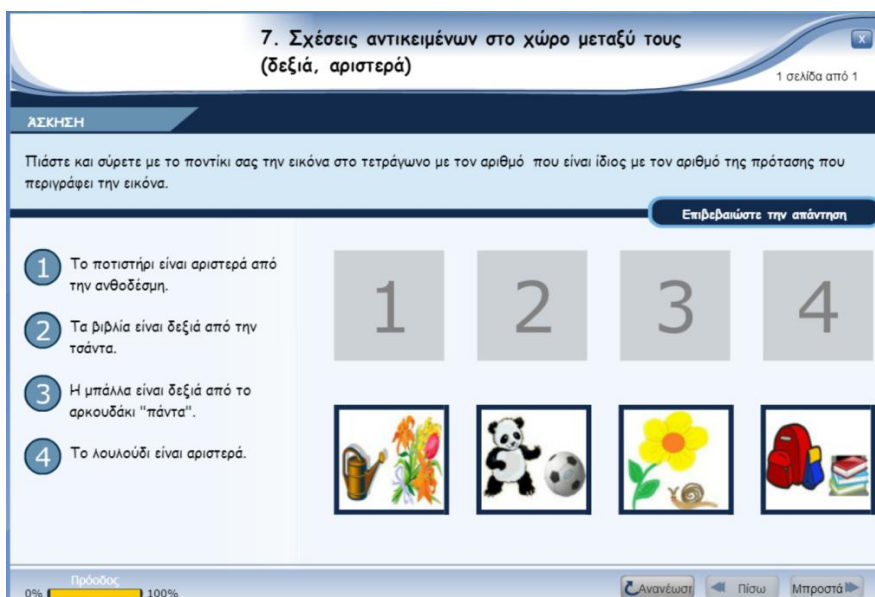 7. Σχέσεις αντικειμένων στο χώρο μεταξύ τους
(δεξιά, αριστερά)
x
1 σελίδα από 1
ΆΣΚΗΣΗ
Πιάστε και σύρετε με το ποντίκι σας την εικόνα στο τετράγωνο με τον αριθμό που είναι ίδιος με τον αριθμό της πρότασης που
περιγράφει την εικόνα.
Επιβεβαιώστε την απάντηση
1 Το ποτιστήρι είναι αριστερά από
την ανθοδέσμη.
2 Τα βιβλία είναι δεξιά από την
τσάντα.
3 Η μπάλλα είναι δεξιά από το
αρκουδάκι "πάντα".
4 Το λουλούδι είναι αριστερά.
1 2 3 4
Πρόοδος
0% 100%
Ανανέωση Πίσω Μπροστά